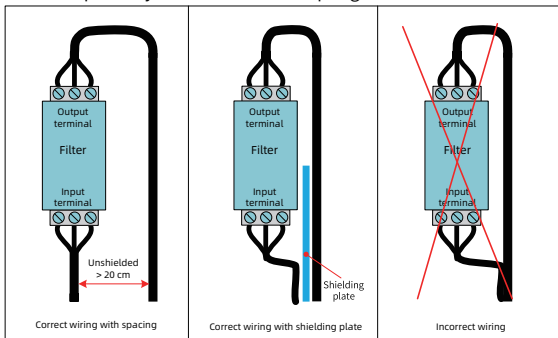 Output
terminal
Filter
Input
terminal
Unshielded
> 20 cm
Correct wiring with spacing
Output
terminal
Filter
Input
terminal
Shielding
plate
Correct wiring with shielding plate
Output
terminal
Filter
Input
terminal
Incorrect wiring